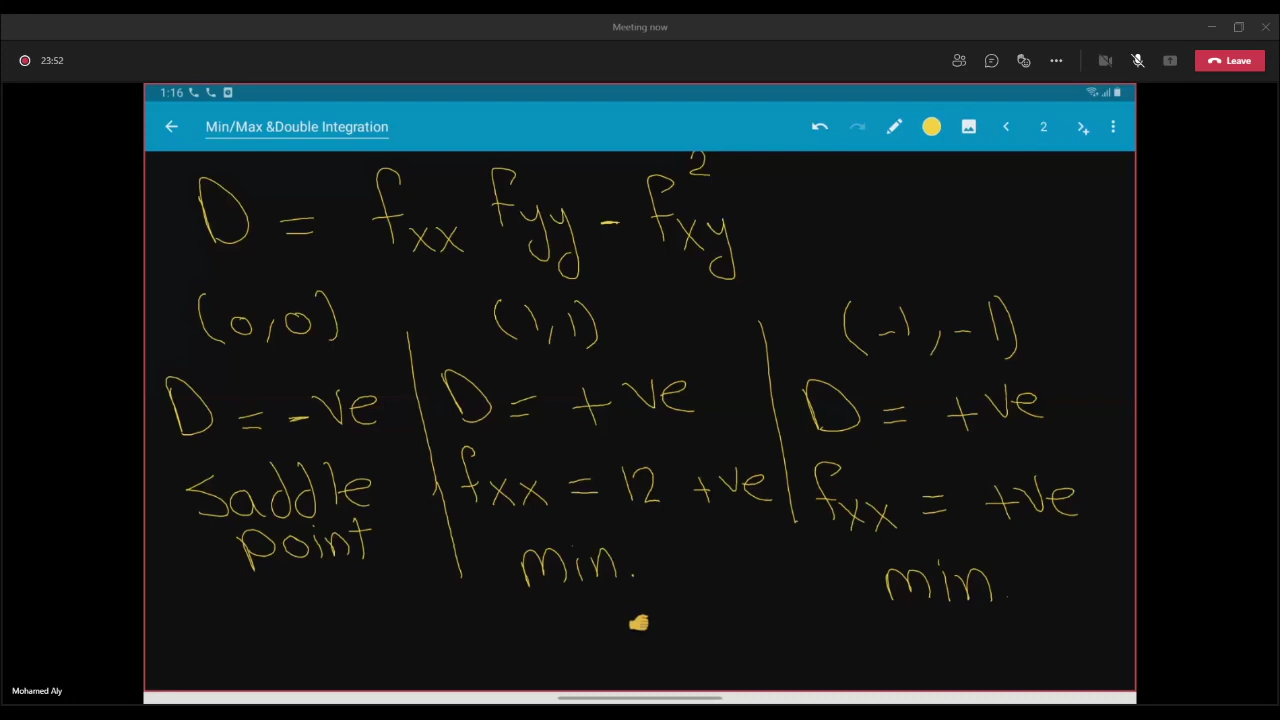 Meeting now
23:52
Leave
1:16
Min/Max &Double Integration
2
D = fxx fyy - fxy²
(0,0) (1,1) (-1,-1)
D = -ve D = +ve D = +ve
Saddle point
fxx = 12 +ve
min.
fxx = +ve
min.
Mohamed Aly